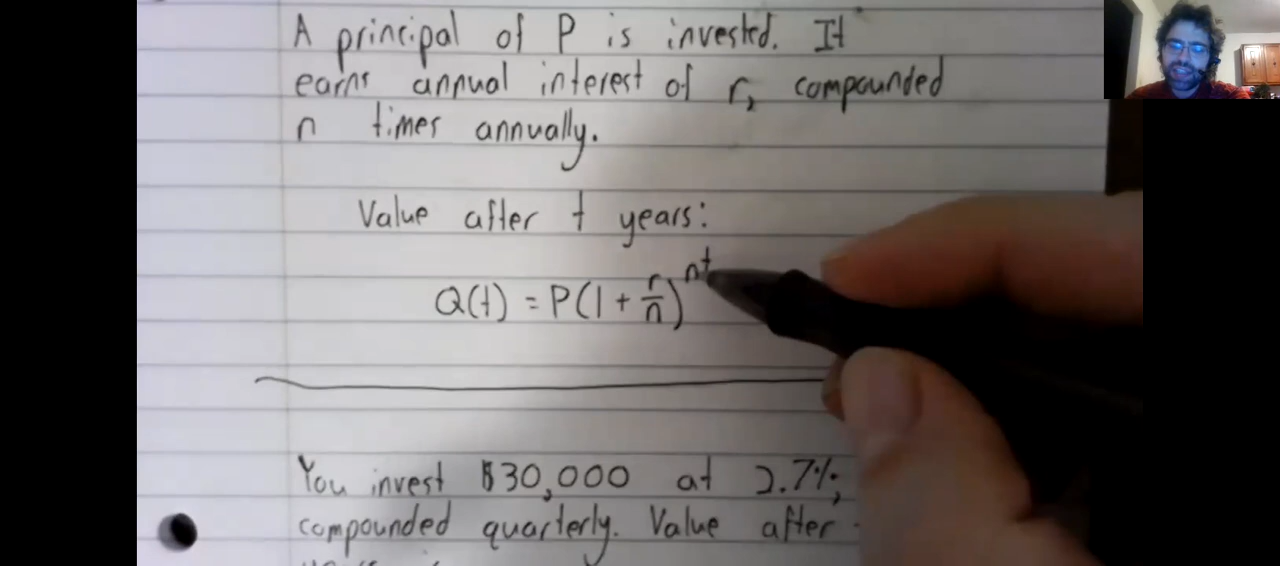 A principal of P is invested. It
earns annual interest of r, compounded
n times annually.
Value after t years:
Q(t) = P(1 + r/n)^nt
You invest $30,000 at 2.7%,
compounded quarterly. Value after